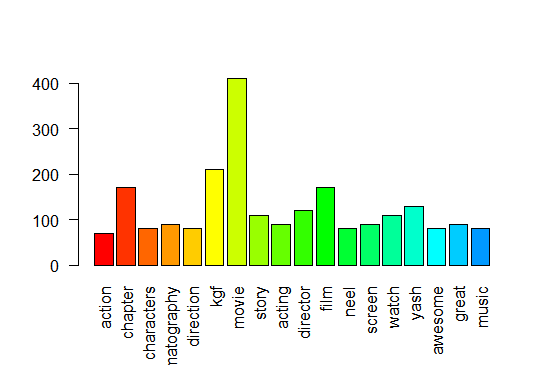 400
300
200
100
0
action
chapter
characters
matography
direction
kgf
movie
story
acting
director
film
neel
screen
watch
yash
awesome
great
music